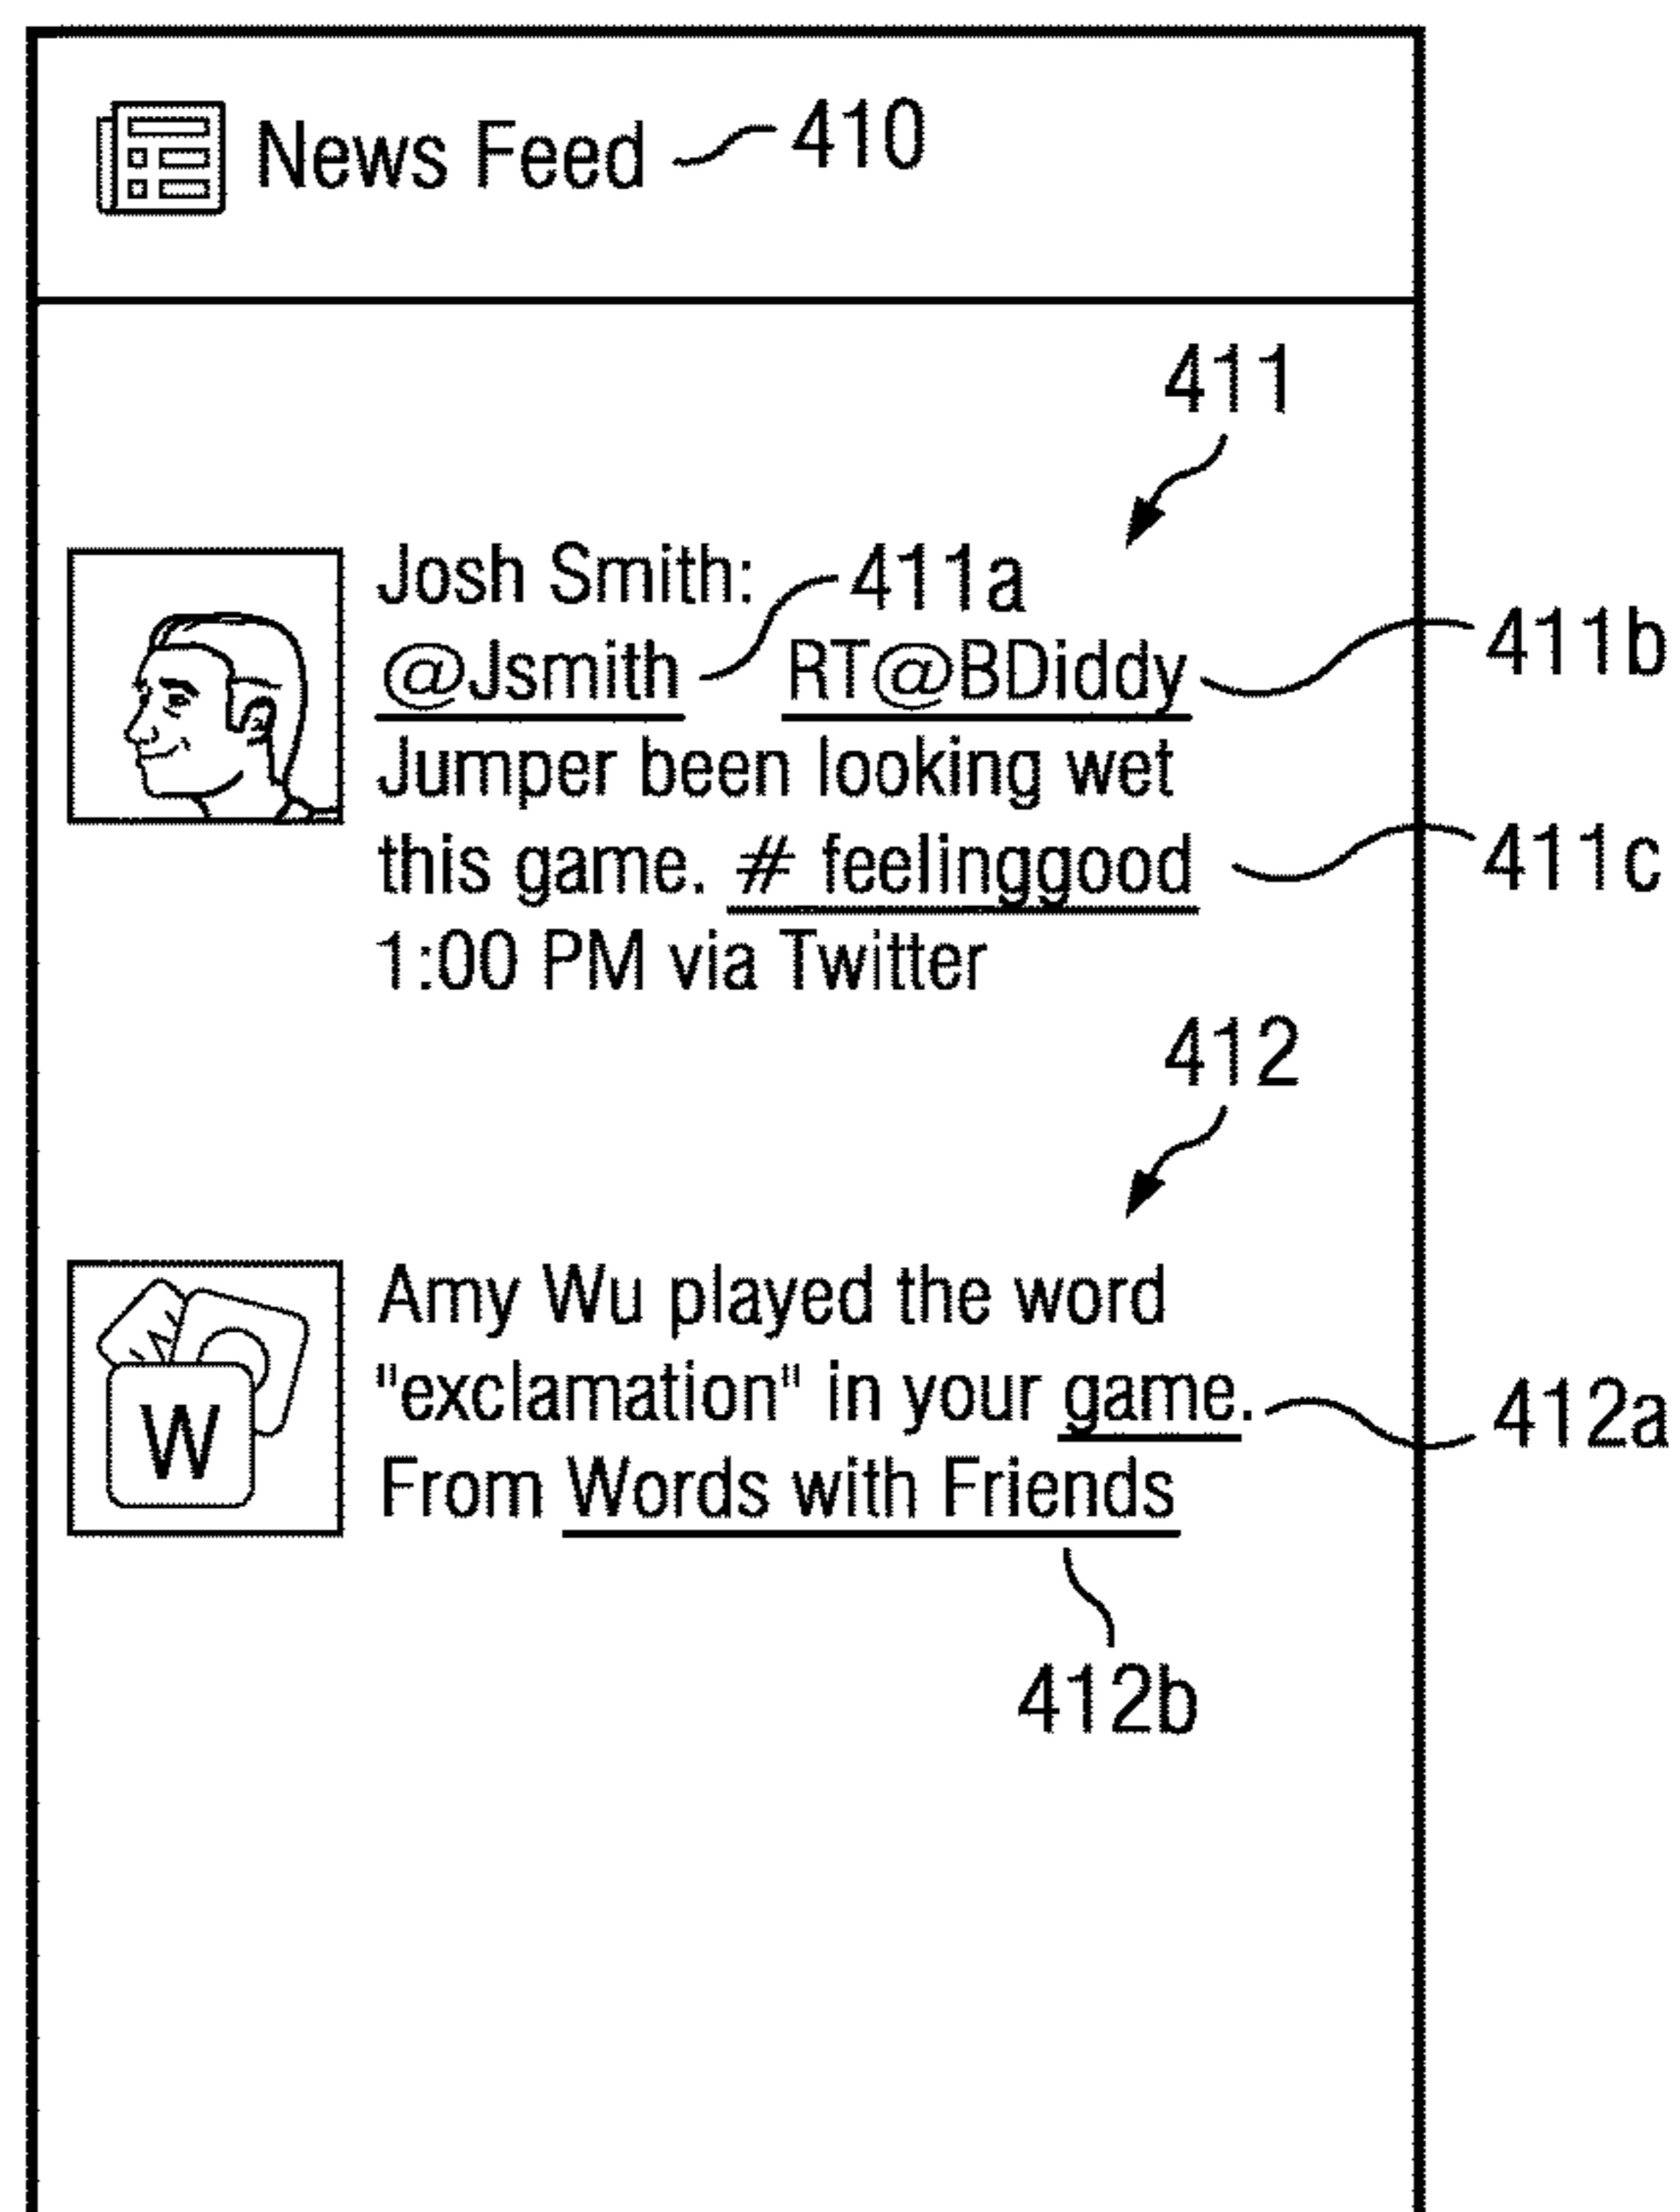 News Feed 410
411
Josh Smith: 411a
@Jsmith RT@BDiddy 411b
Jumper been looking wet
this game. # feelinggood 411c
1:00 PM via Twitter
412
W
Amy Wu played the word
"exclamation" in your game. 412a
From Words with Friends
412b